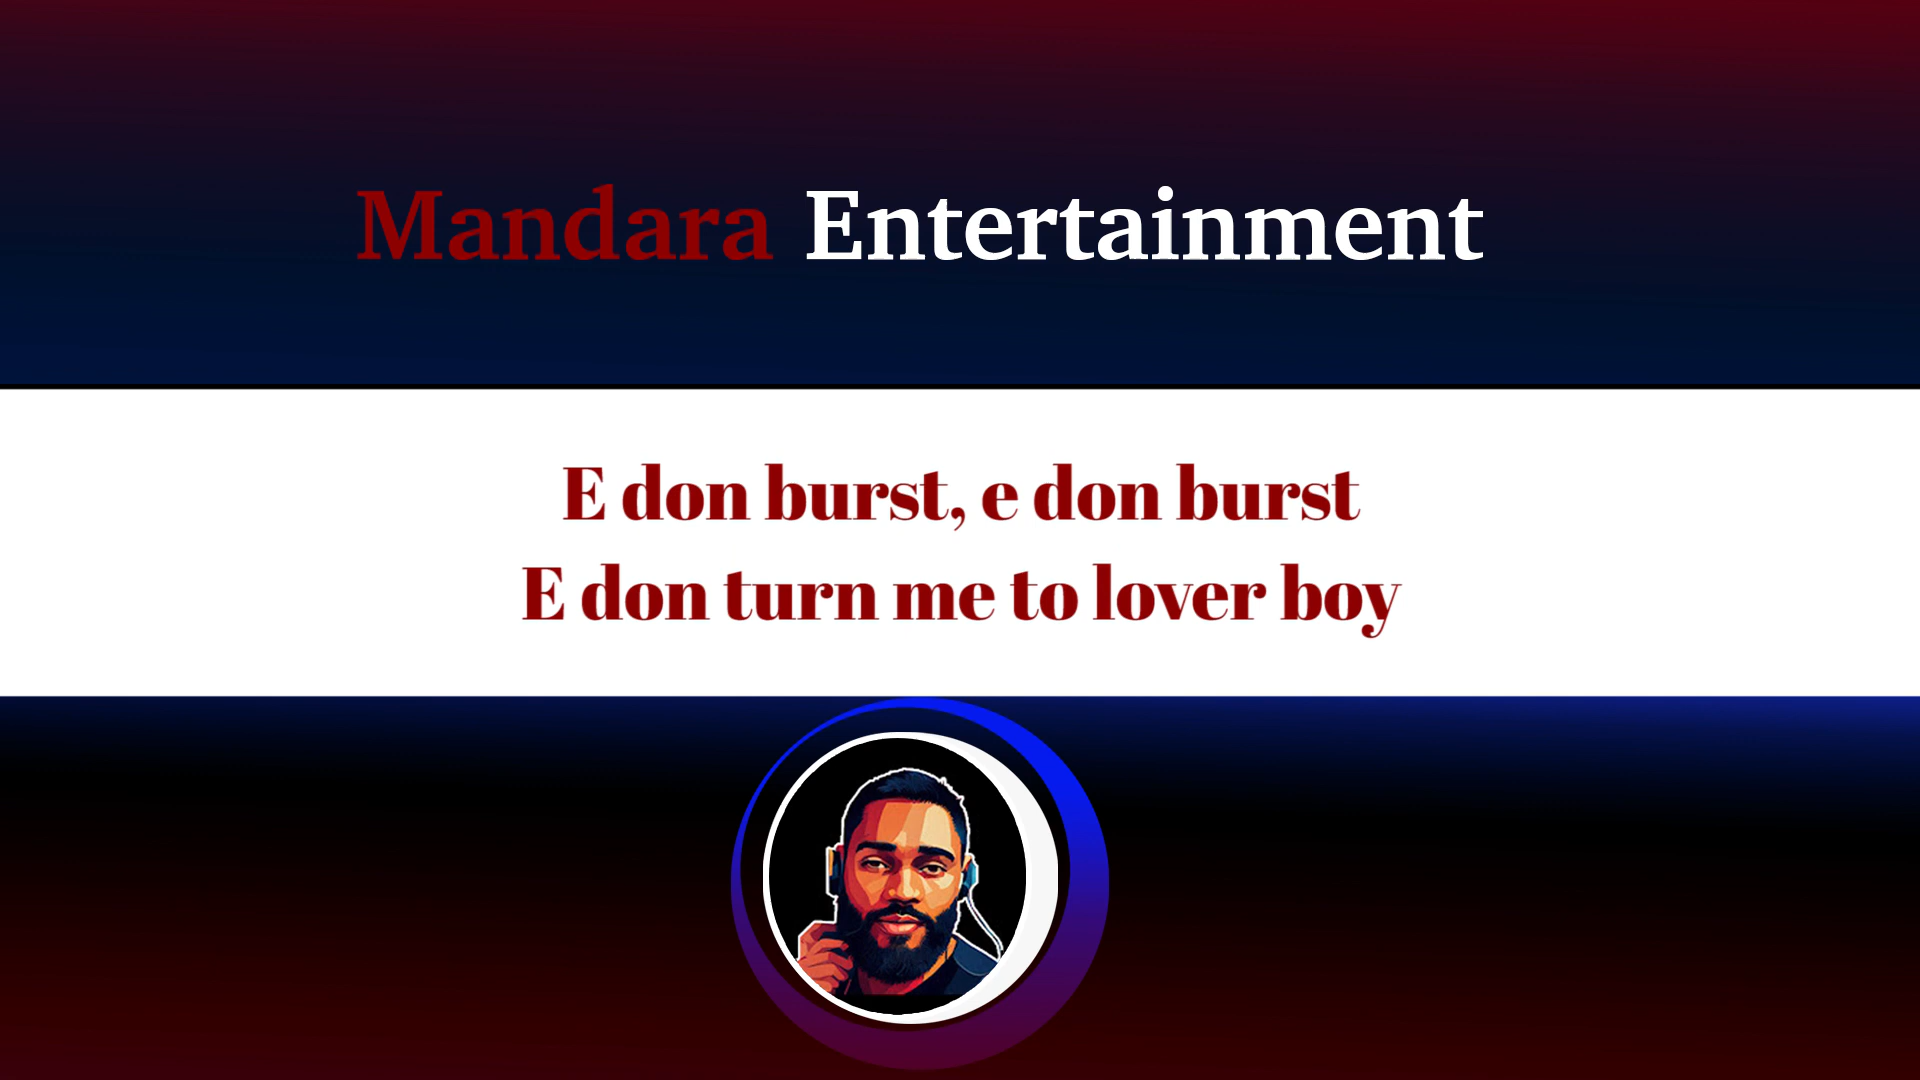 Mandara Entertainment
E don burst, e don burst
E don turn me to lover boy